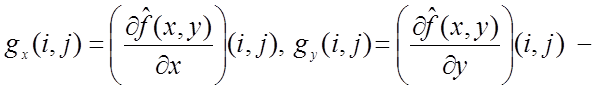 g_x(i, j) = (∂f̂(x, y)/∂x)(i, j), g_y(i, j) = (∂f̂(x, y)/∂y)(i, j) –